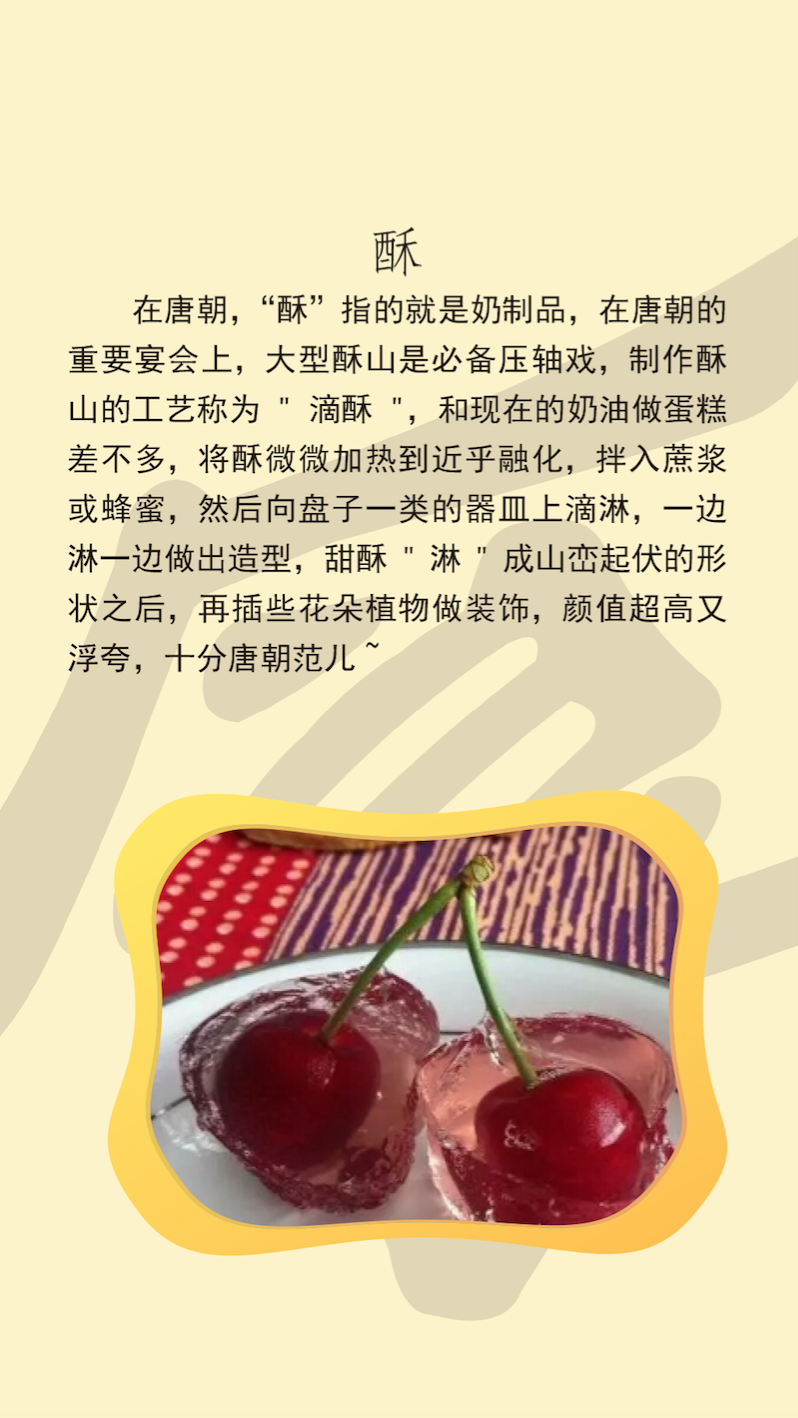 酥
在唐朝，“酥”指的就是奶制品，在唐朝的
重要宴会上，大型酥山是必备压轴戏，制作酥
山的工艺称为 " 滴酥 "，和现在的奶油做蛋糕
差不多，将酥微微加热到近乎融化，拌入蔗浆
或蜂蜜，然后向盘子一类的器皿上滴淋，一边
淋一边做出造型，甜酥 " 淋 " 成山峦起伏的形
状之后，再插些花朵植物做装饰，颜值超高又
浮夸，十分唐朝范儿 ~